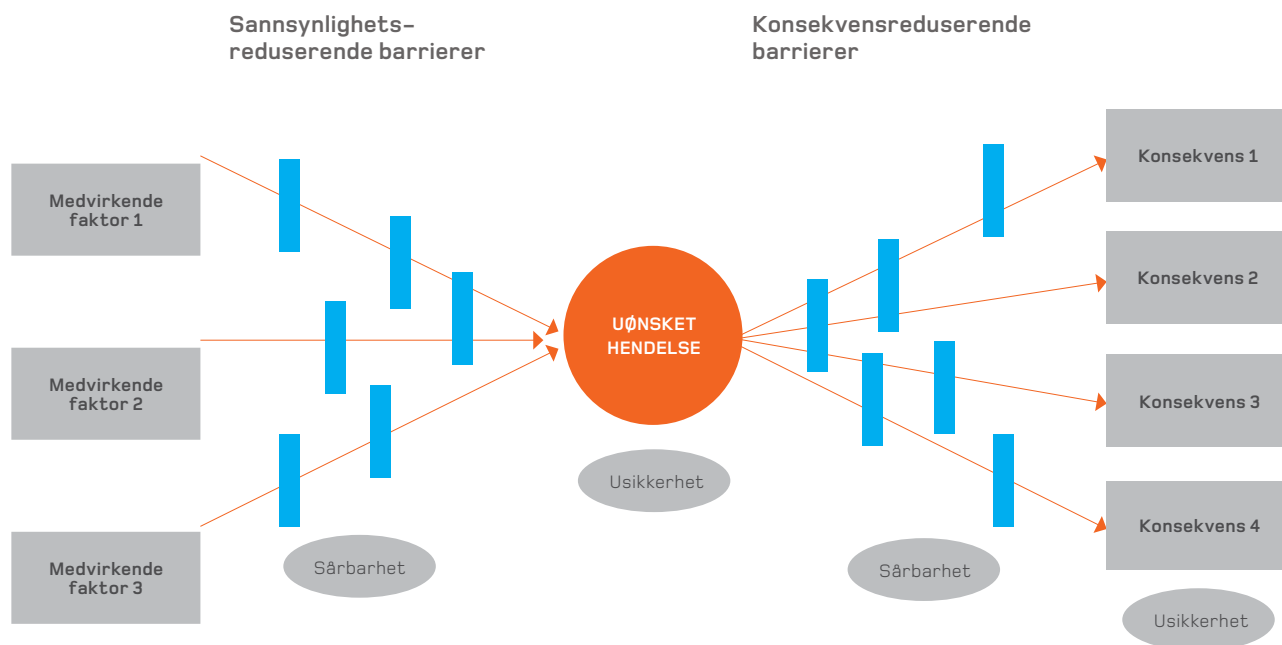 Sannsynlighets-
reduserende barrierer
Konsekvensreduserende
barrierer
Medvirkende
faktor 1
Medvirkende
faktor 2
Medvirkende
faktor 3
UØNSKET
HENDELSE
Usikkerhet
Sårbarhet
Sårbarhet
Konsekvens 1
Konsekvens 2
Konsekvens 3
Konsekvens 4
Usikkerhet